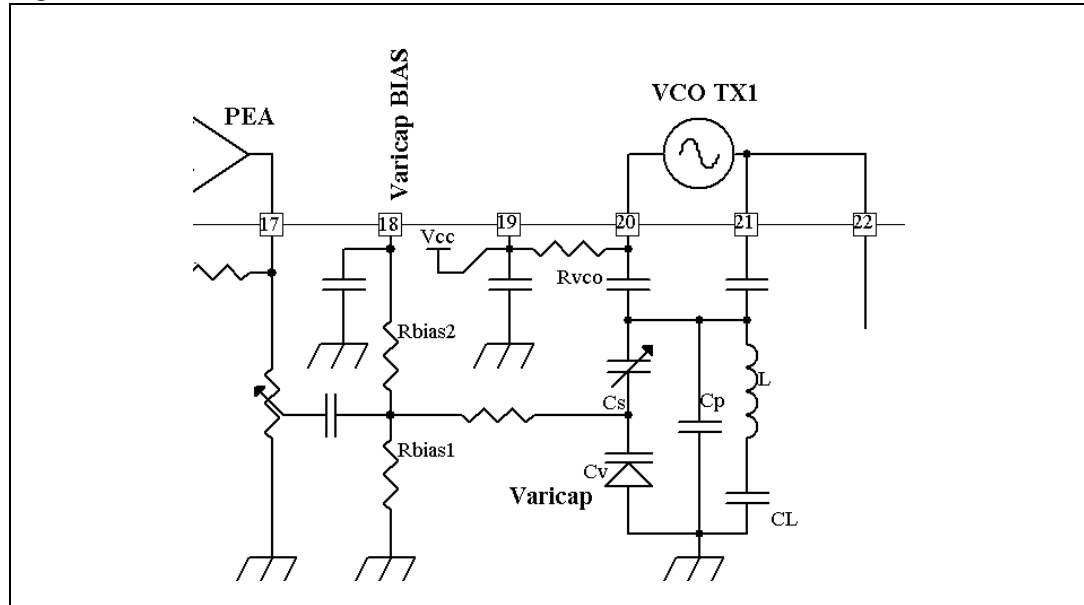 PEA
Varicap BIAS
VCO TX1
17
18
19
20
21
22
Vcc
Rvco
Rbias2
Cs
Cp
L
Rbias1
Cv
Varicap
CL